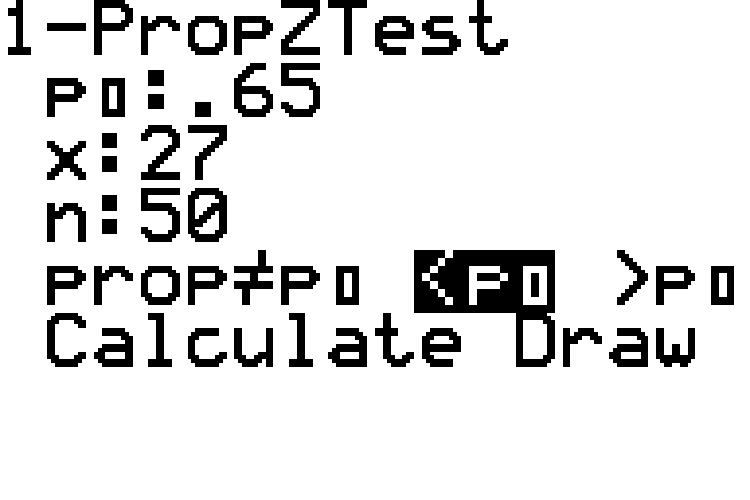 1-PropZTest
p₀:.65
x:27
n:50
prop≠p₀ <p₀ >p₀
Calculate Draw